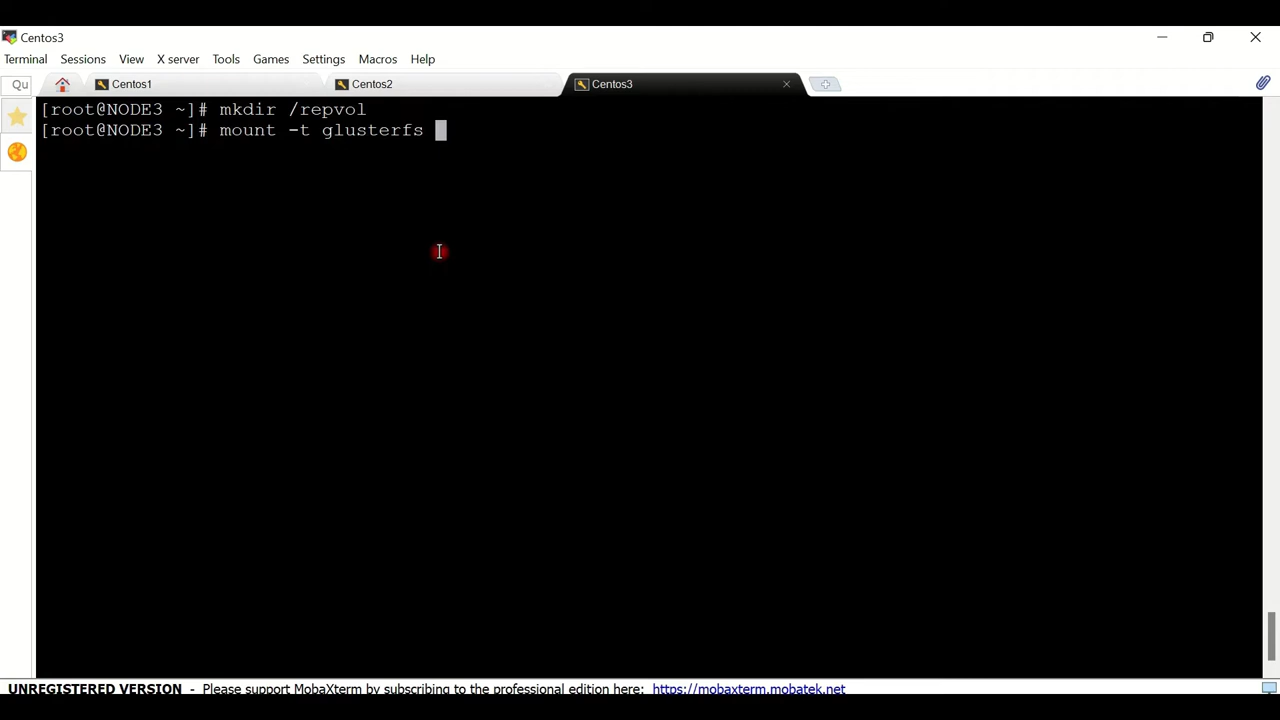 Centos3
Terminal Sessions View X server Tools Games Settings Macros Help
Qu Centos1 Centos2 Centos3
[root@NODE3 ~]# mkdir /repvol
[root@NODE3 ~]# mount -t glusterfs
UNREGISTERED VERSION - Please support MobaXterm by subscribing to the professional edition here: https://mobaxterm.mobatek.net